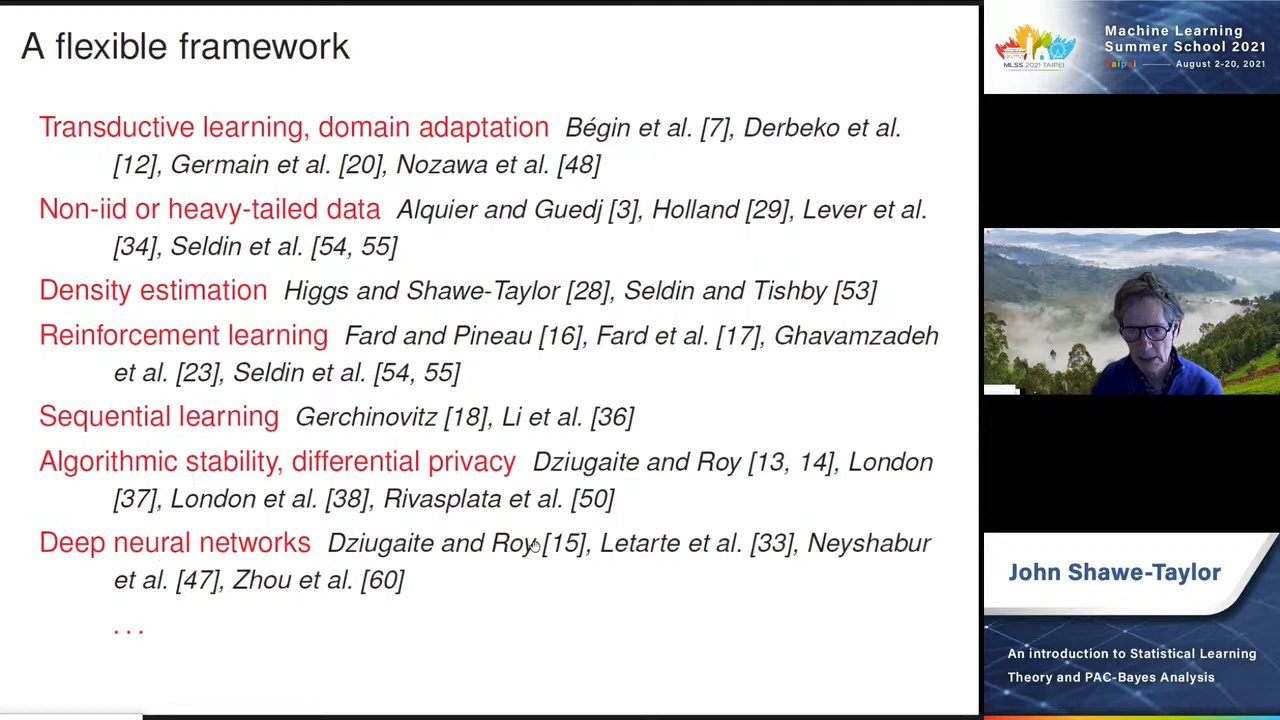 A flexible framework
Transductive learning, domain adaptation Bégin et al. [7], Derbeko et al.
[12], Germain et al. [20], Nozawa et al. [48]
Non-iid or heavy-tailed data Alquier and Guedj [3], Holland [29], Lever et al.
[34], Seldin et al. [54, 55]
Density estimation Higgs and Shawe-Taylor [28], Seldin and Tishby [53]
Reinforcement learning Fard and Pineau [16], Fard et al. [17], Ghavamzadeh
et al. [23], Seldin et al. [54, 55]
Sequential learning Gerchinovitz [18], Li et al. [36]
Algorithmic stability, differential privacy Dziugaite and Roy [13, 14], London
[37], London et al. [38], Rivasplata et al. [50]
Deep neural networks Dziugaite and Roy [15], Letarte et al. [33], Neyshabur
et al. [47], Zhou et al. [60]
. . .
MLSS 2021 TAIPEI
Machine Learning
Summer School 2021
Taipei August 2-20, 2021
John Shawe-Taylor
An introduction to Statistical Learning
Theory and PAC-Bayes Analysis